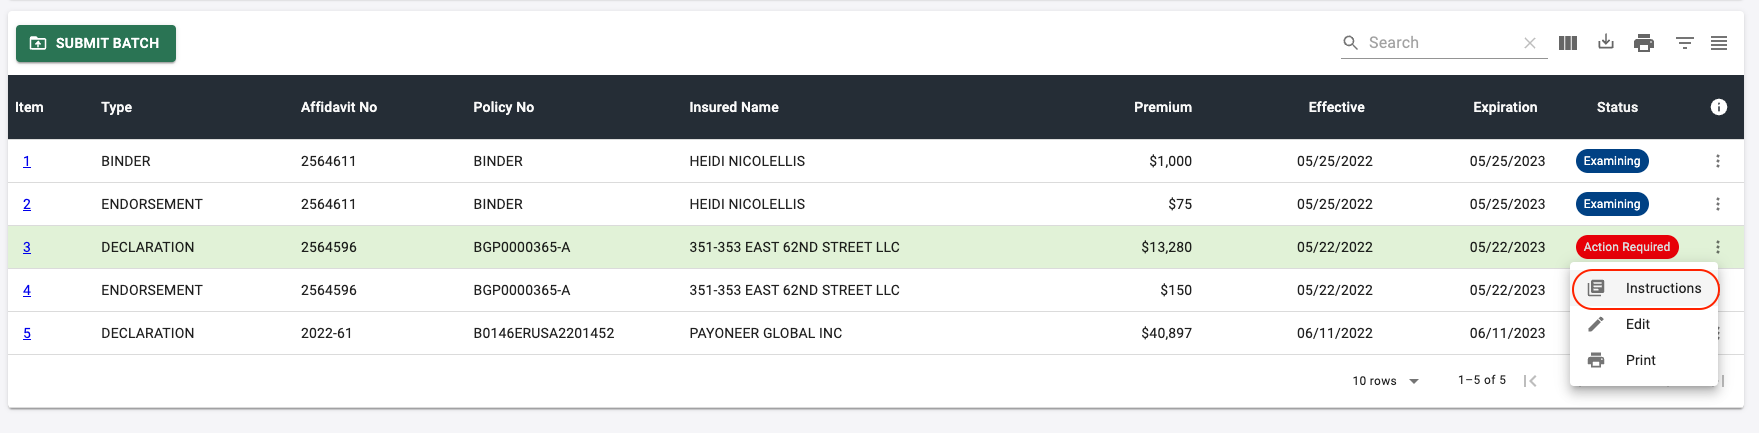 SUBMIT BATCH Search
Item Type Affidavit No Policy No Insured Name Premium Effective Expiration Status
1 BINDER 2564611 BINDER HEIDI NICOLELLIS $1,000 05/25/2022 05/25/2023 Examining
2 ENDORSEMENT 2564611 BINDER HEIDI NICOLELLIS $75 05/25/2022 05/25/2023 Examining
3 DECLARATION 2564596 BGP0000365-A 351-353 EAST 62ND STREET LLC $13,280 05/22/2022 05/22/2023 Action Required
4 ENDORSEMENT 2564596 BGP0000365-A 351-353 EAST 62ND STREET LLC $150 05/22/2022 05/22/2023
Instructions
Edit
5 DECLARATION 2022-61 B0146ERUSA2201452 PAYONEER GLOBAL INC $40,897 06/11/2022 06/11/2023
Print
10 rows 1–5 of 5